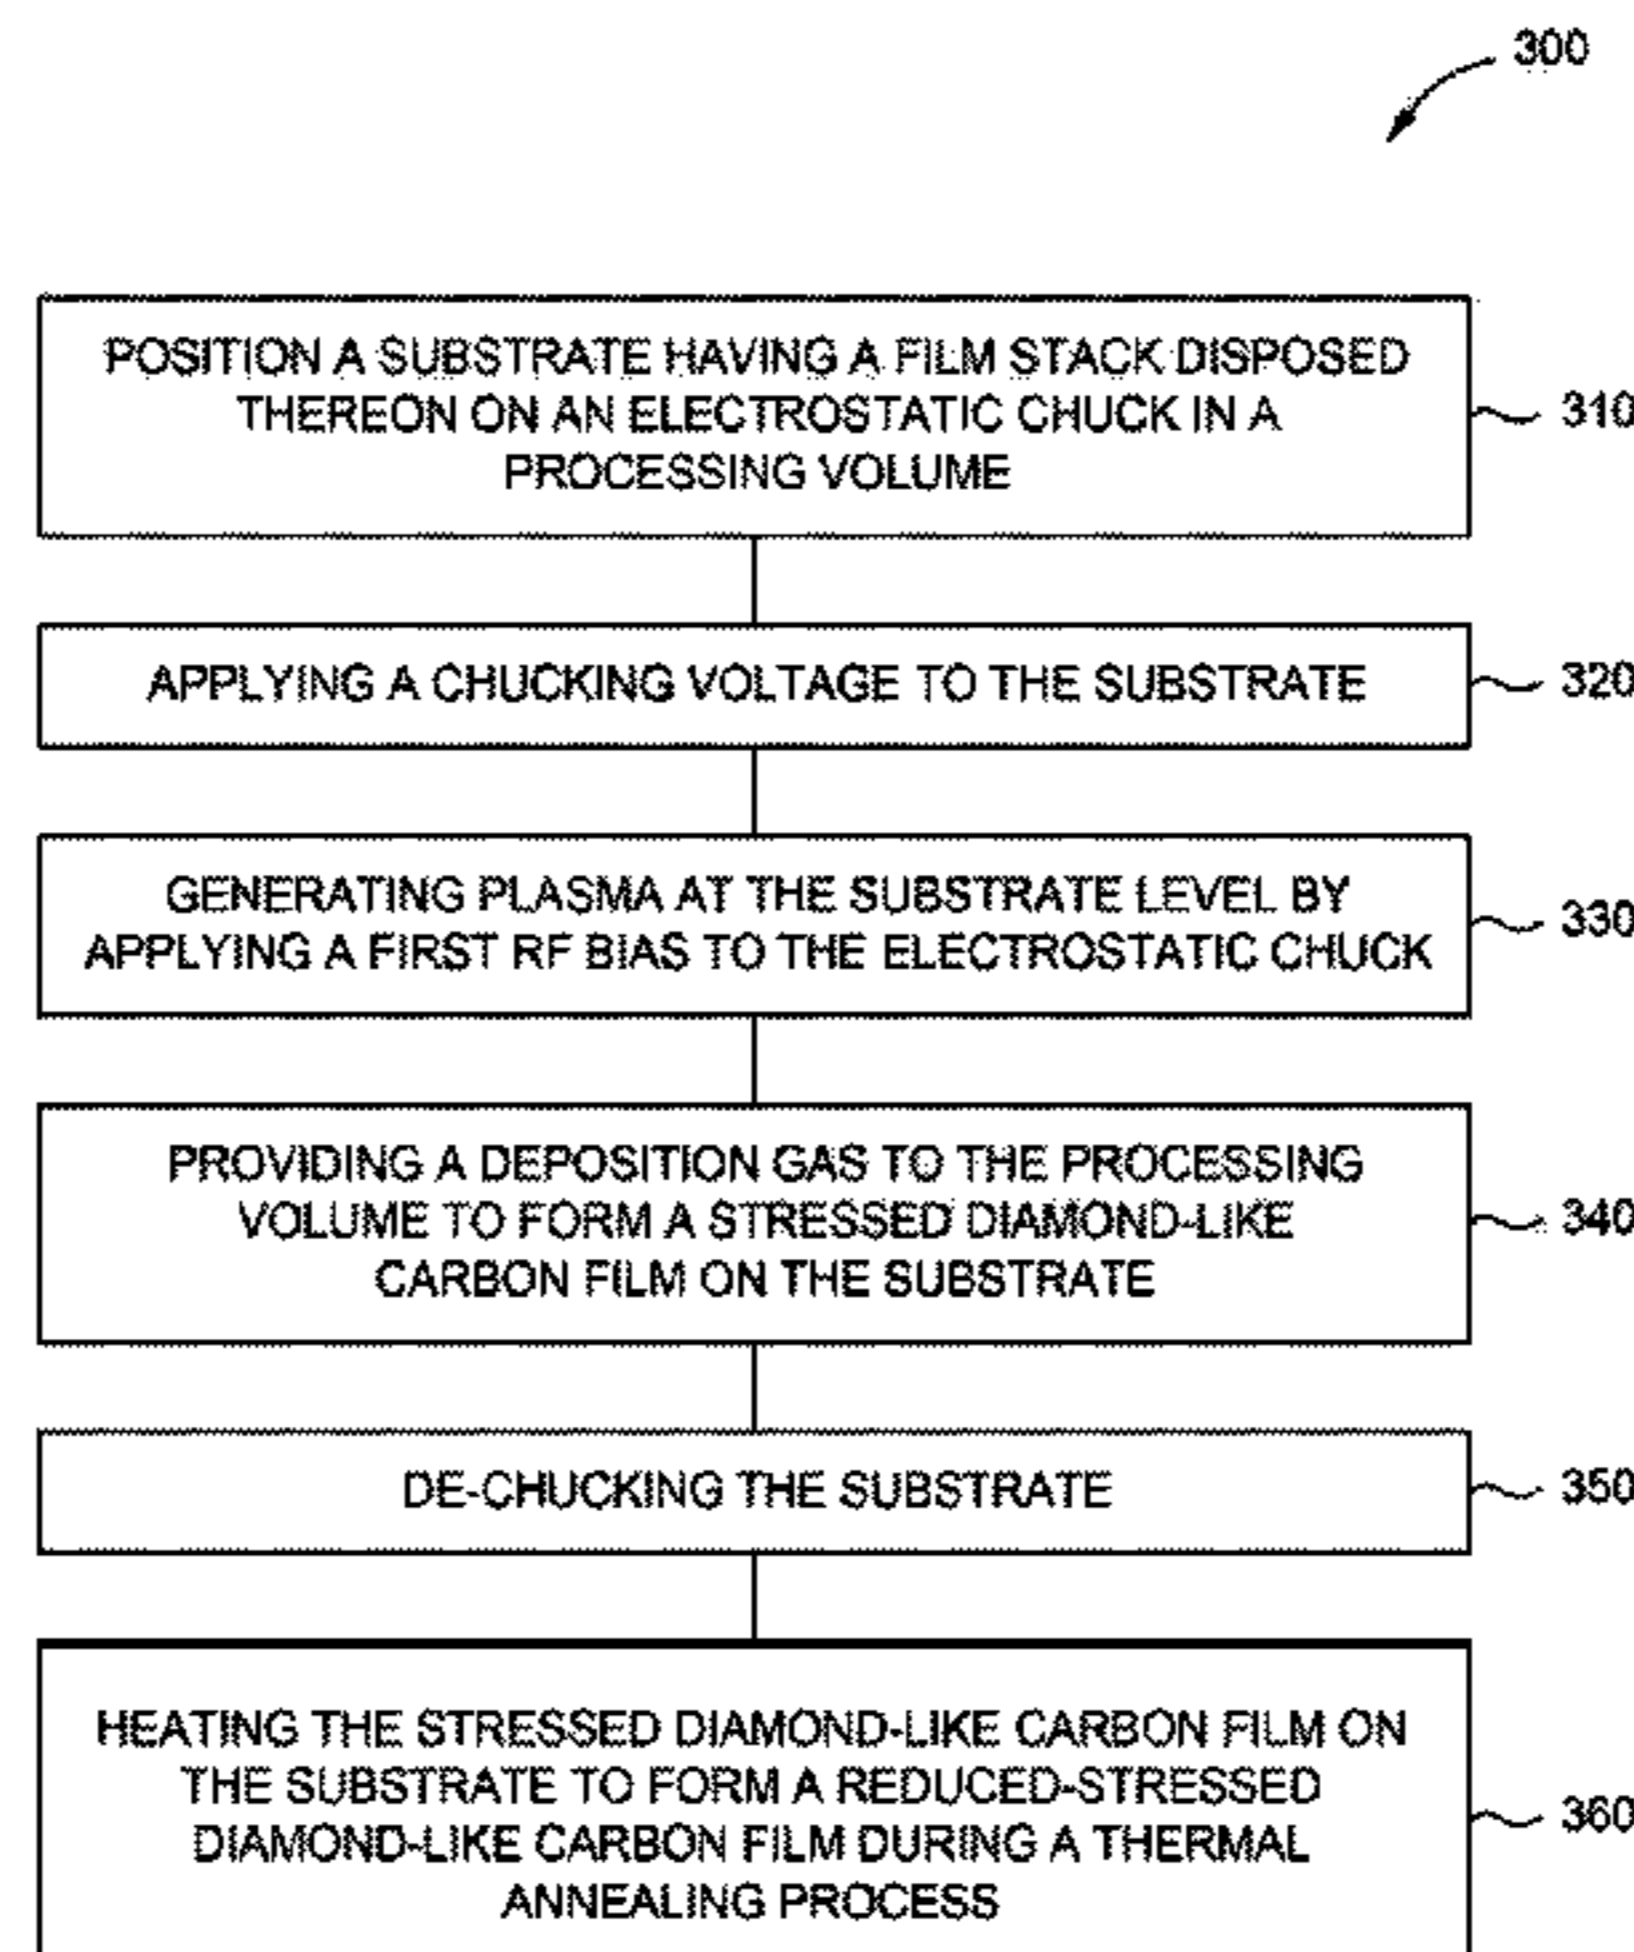 300
POSITION A SUBSTRATE HAVING A FILM STACK DISPOSED
THEREON ON AN ELECTROSTATIC CHUCK IN A
PROCESSING VOLUME
310
APPLYING A CHUCKING VOLTAGE TO THE SUBSTRATE
320
GENERATING PLASMA AT THE SUBSTRATE LEVEL BY
APPLYING A FIRST RF BIAS TO THE ELECTROSTATIC CHUCK
330
PROVIDING A DEPOSITION GAS TO THE PROCESSING
VOLUME TO FORM A STRESSED DIAMOND-LIKE
CARBON FILM ON THE SUBSTRATE
340
DE-CHUCKING THE SUBSTRATE
350
HEATING THE STRESSED DIAMOND-LIKE CARBON FILM ON
THE SUBSTRATE TO FORM A REDUCED-STRESSED
DIAMOND-LIKE CARBON FILM DURING A THERMAL
ANNEALING PROCESS
360